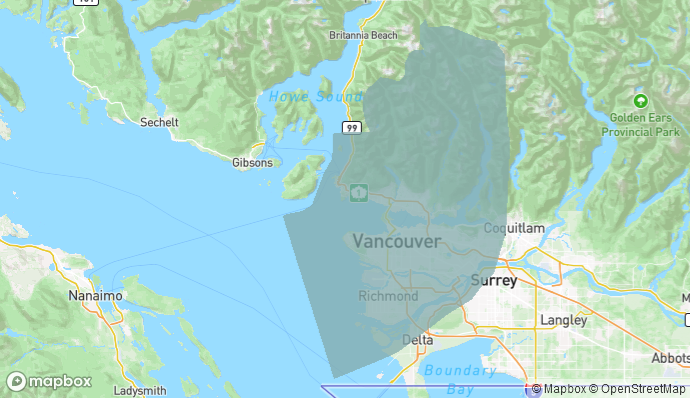 Britannia Beach
Howe Sound
Golden Ears
Provincial Park
Sechelt
99
Gibsons
1
Coquitlam
Vancouver
Surrey
Nanaimo
Richmond
Langley
Delta
Abbots
Boundary
Bay
Ladysmith
mapbox
© Mapbox © OpenStreetMap